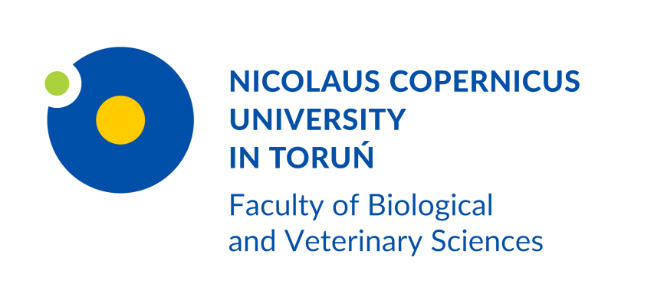 NICOLAUS COPERNICUS
UNIVERSITY
IN TORUŃ
Faculty of Biological
and Veterinary Sciences